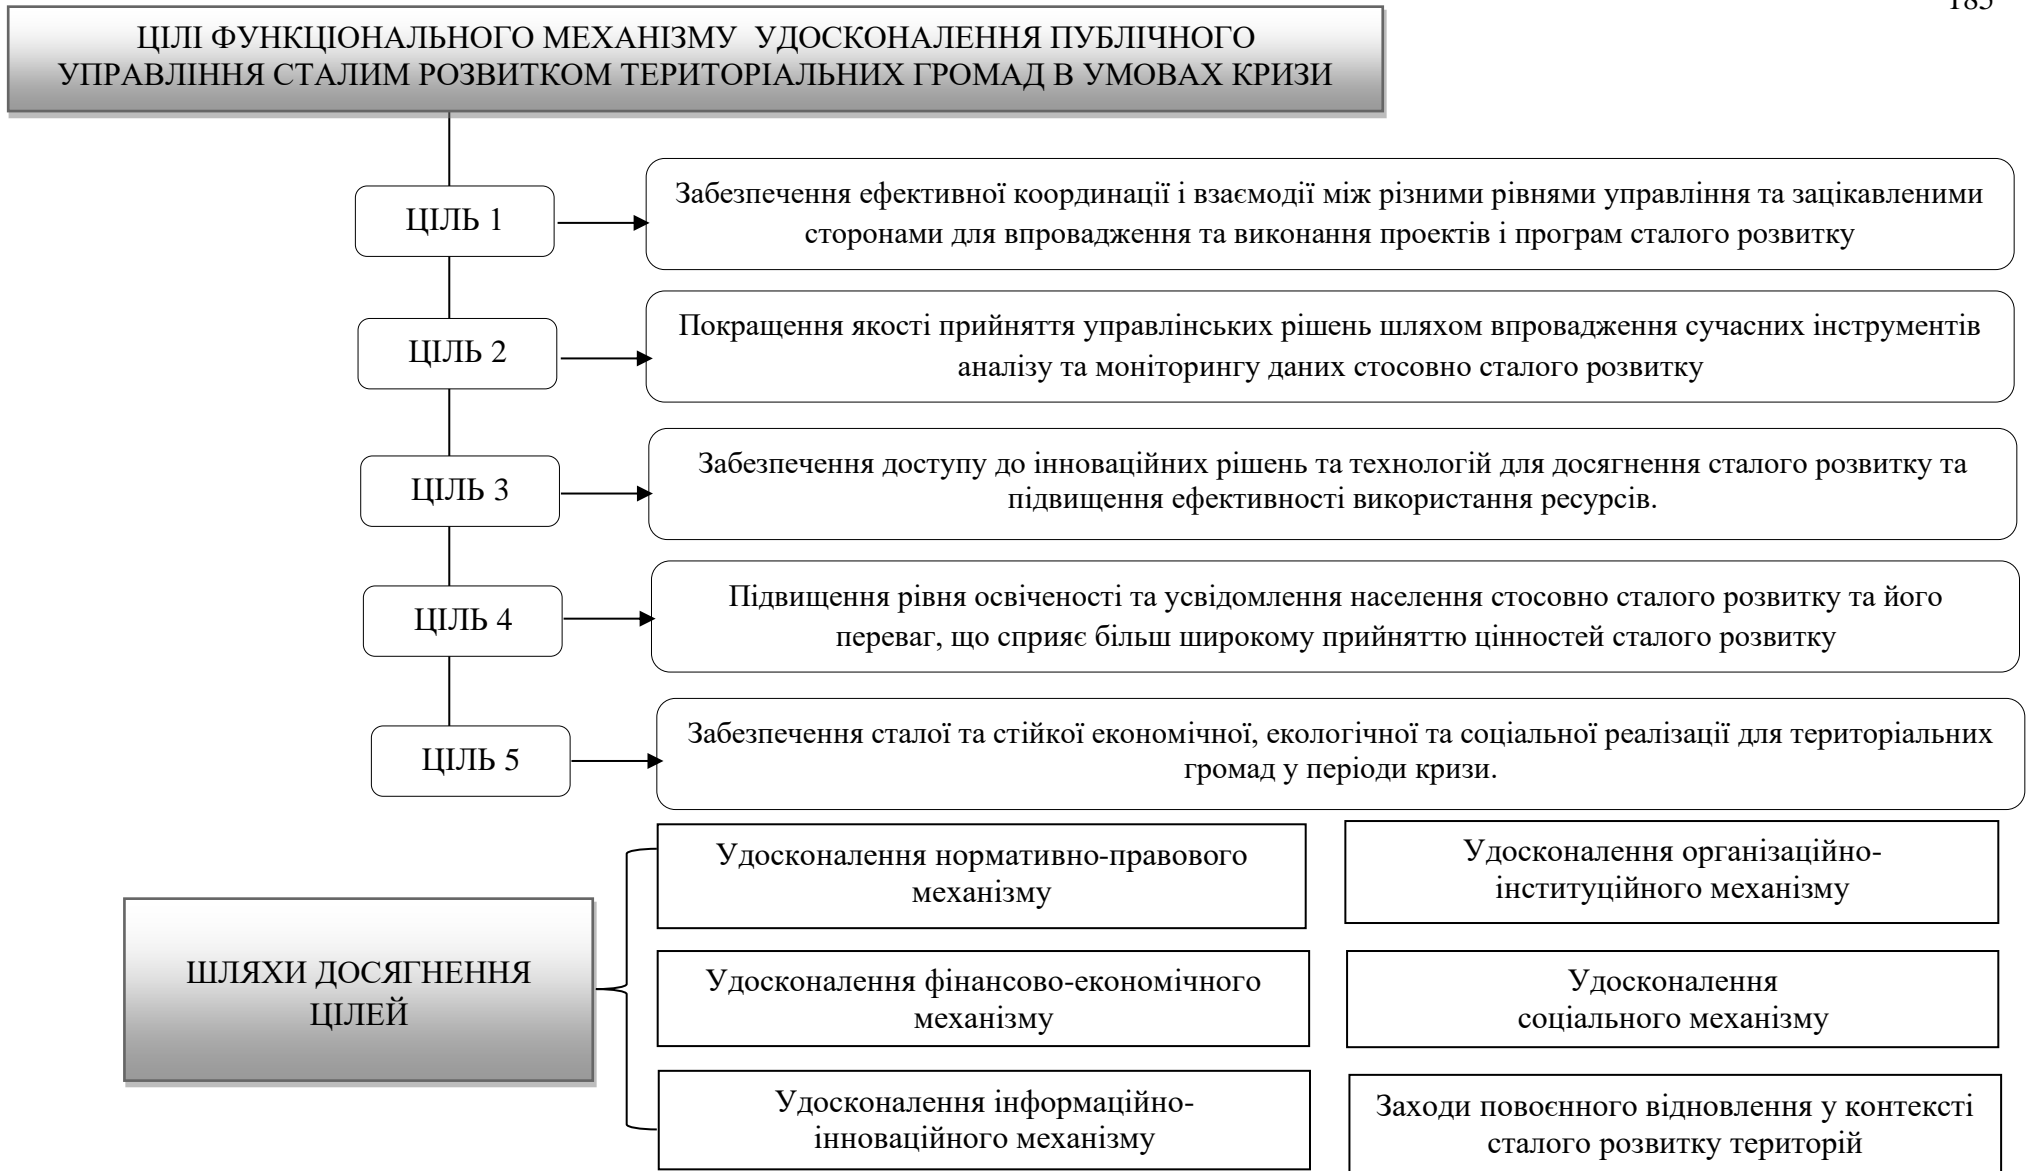 185
ЦІЛІ ФУНКЦІОНАЛЬНОГО МЕХАНІЗМУ УДОСКОНАЛЕННЯ ПУБЛІЧНОГО
УПРАВЛІННЯ СТАЛИМ РОЗВИТКОМ ТЕРИТОРІАЛЬНИХ ГРОМАД В УМОВАХ КРИЗИ
ЦІЛЬ 1
Забезпечення ефективної координації і взаємодії між різними рівнями управління та зацікавленими
сторонами для впровадження та виконання проектів і програм сталого розвитку
ЦІЛЬ 2
Покращення якості прийняття управлінських рішень шляхом впровадження сучасних інструментів
аналізу та моніторингу даних стосовно сталого розвитку
ЦІЛЬ 3
Забезпечення доступу до інноваційних рішень та технологій для досягнення сталого розвитку та
підвищення ефективності використання ресурсів.
ЦІЛЬ 4
Підвищення рівня освіченості та усвідомлення населення стосовно сталого розвитку та його
переваг, що сприяє більш широкому прийняттю цінностей сталого розвитку
ЦІЛЬ 5
Забезпечення сталої та стійкої економічної, екологічної та соціальної реалізації для територіальних
громад у періоди кризи.
ШЛЯХИ ДОСЯГНЕННЯ
ЦІЛЕЙ
Удосконалення нормативно-правового
механізму
Удосконалення організаційно-
інституційного механізму
Удосконалення фінансово-економічного
механізму
Удосконалення
соціального механізму
Удосконалення інформаційно-
інноваційного механізму
Заходи повоєнного відновлення у контексті
сталого розвитку територій